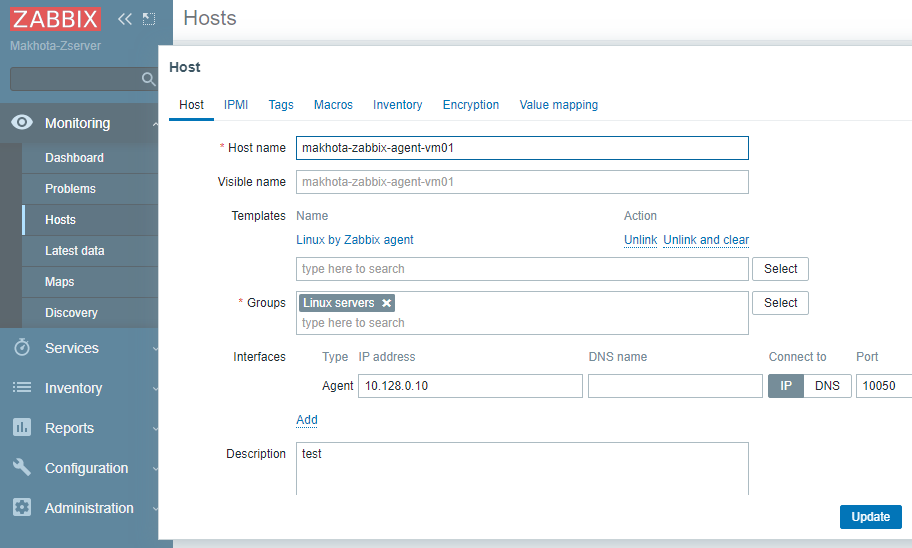 ZABBIX
Makhota-Zserver
Monitoring
Dashboard
Problems
Hosts
Latest data
Maps
Discovery
Services
Inventory
Reports
Configuration
Administration
Hosts
Host
Host IPMI Tags Macros Inventory Encryption Value mapping
* Host name makhota-zabbix-agent-vm01
Visible name makhota-zabbix-agent-vm01
Templates Name Action
Linux by Zabbix agent Unlink Unlink and clear
type here to search Select
* Groups Linux servers Select
type here to search
Interfaces Type IP address DNS name Connect to Port
Agent 10.128.0.10 IP DNS 10050
Add
Description test
Update